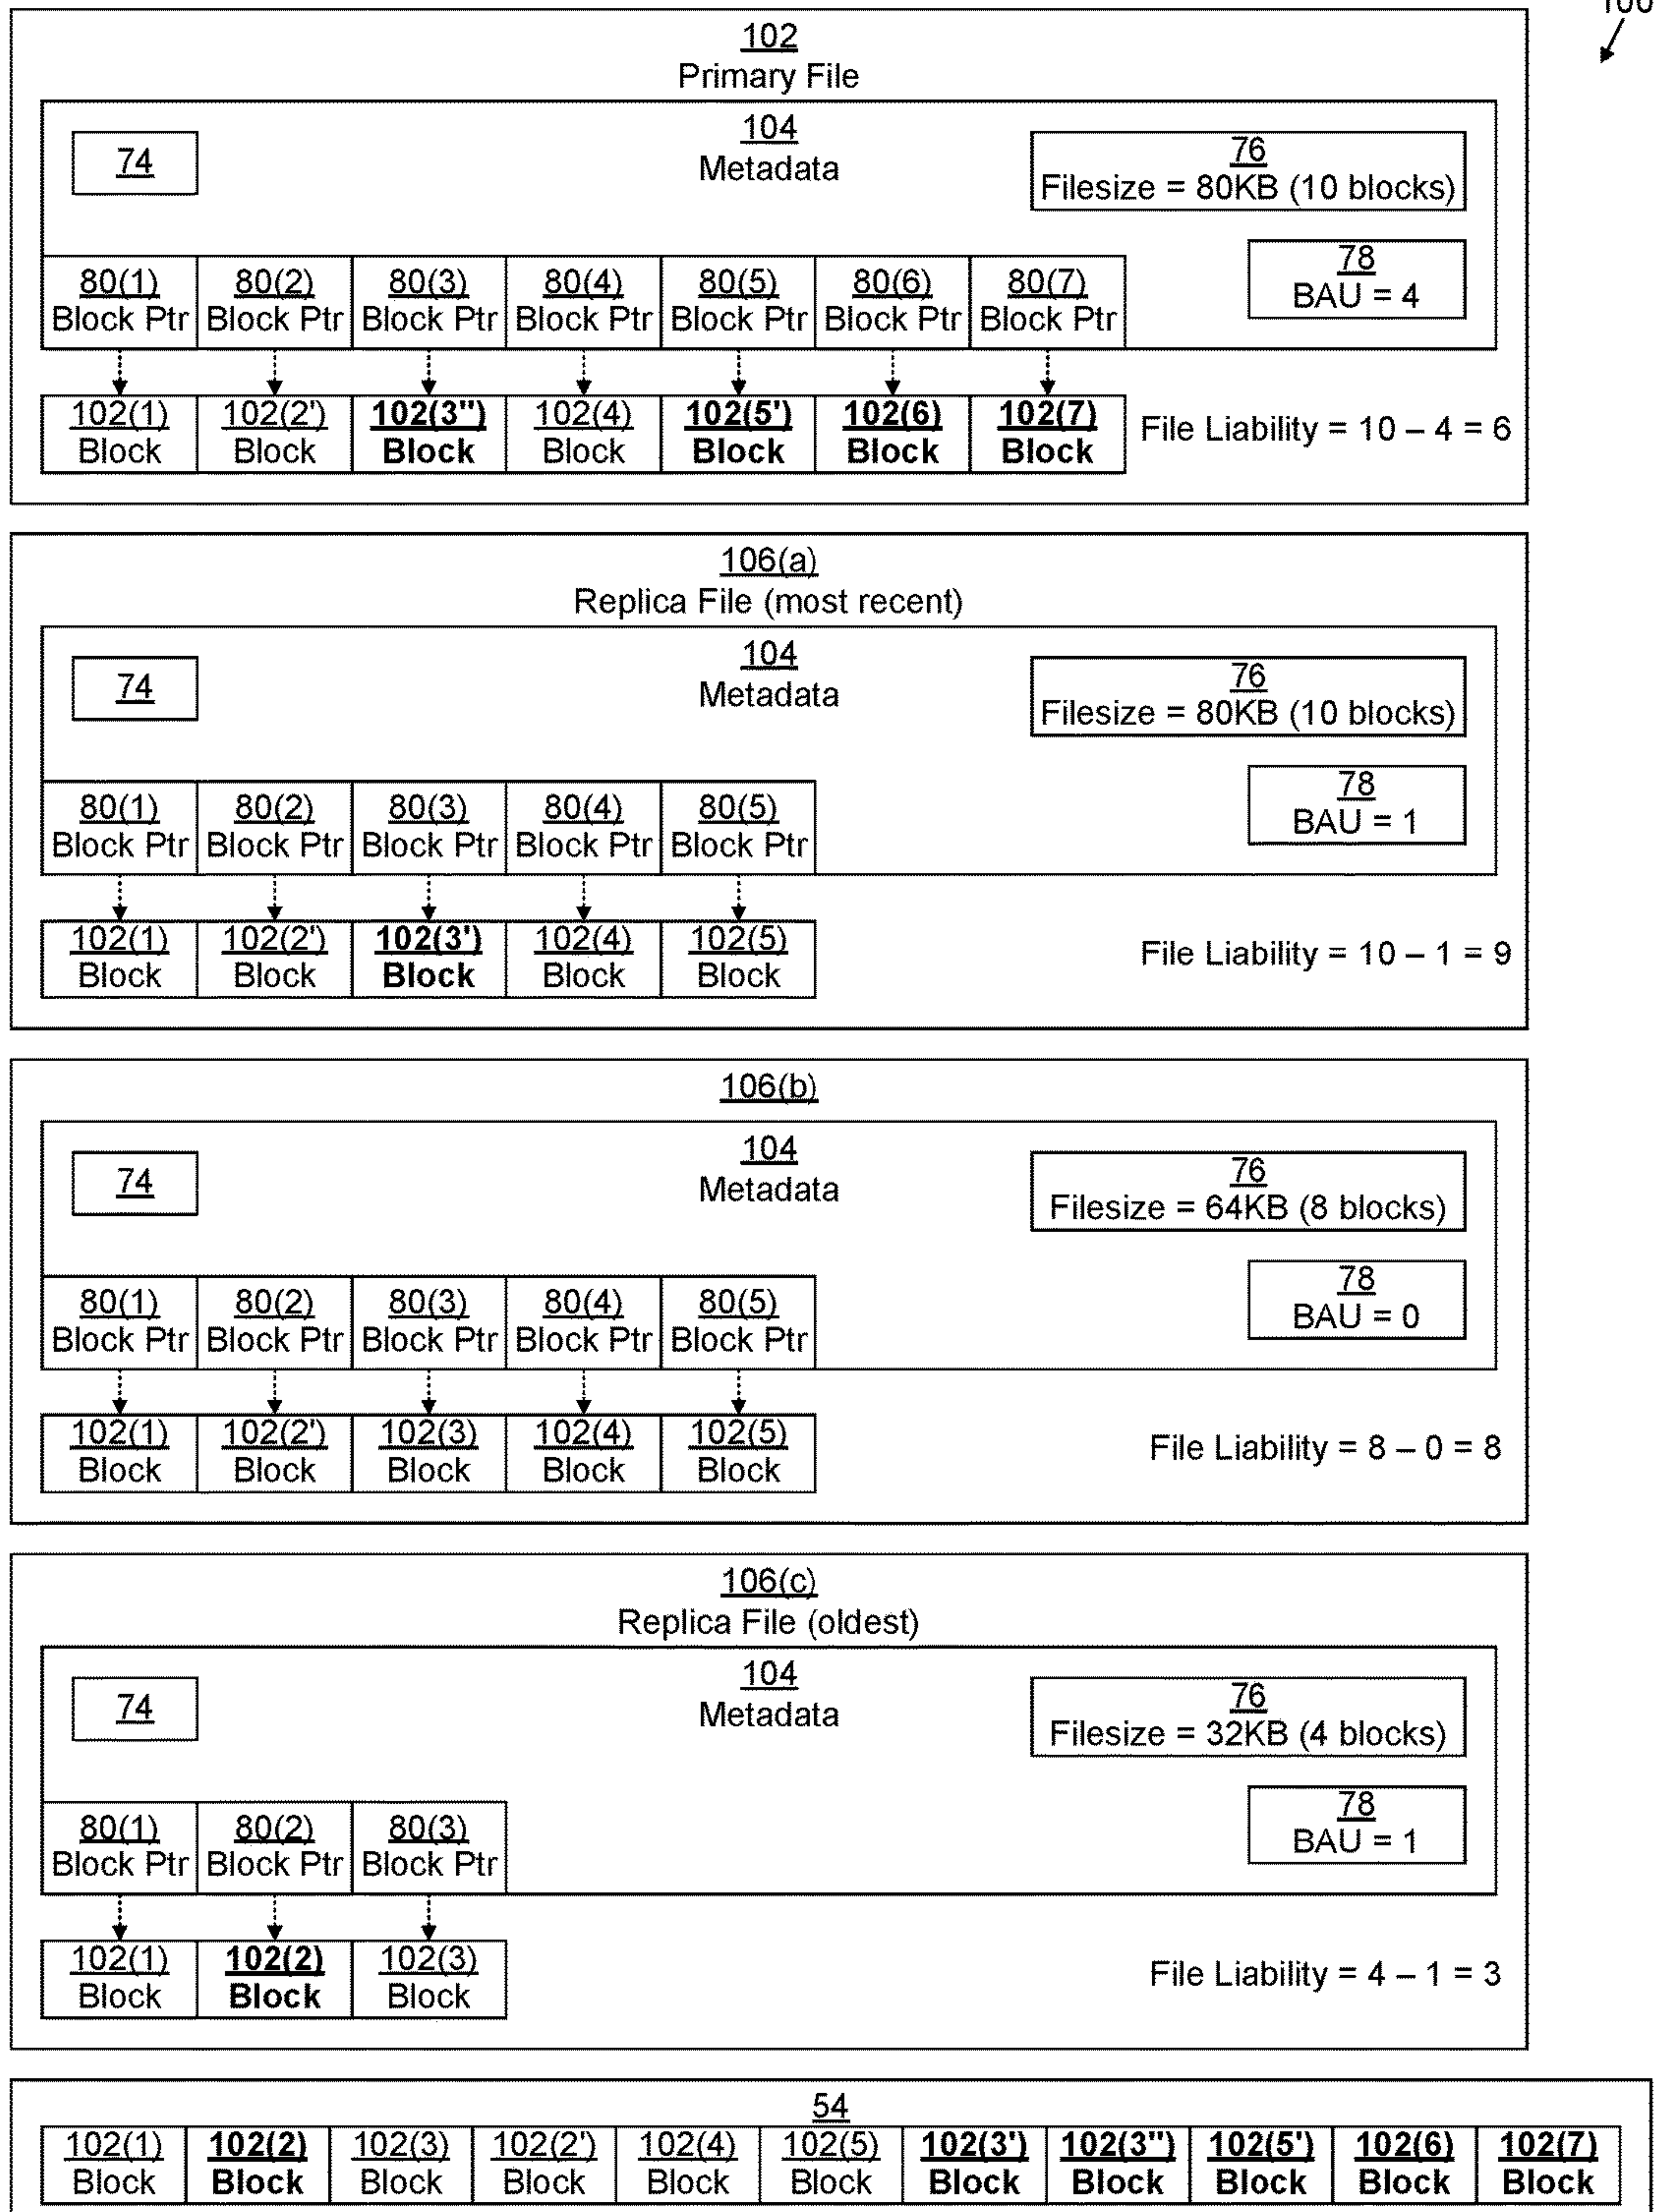 100
102
Primary File
74
104
Metadata
76
Filesize = 80KB (10 blocks)
78
BAU = 4
80(1) 80(2) 80(3) 80(4) 80(5) 80(6) 80(7)
Block Ptr Block Ptr Block Ptr Block Ptr Block Ptr Block Ptr Block Ptr
102(1) 102(2') 102(3") 102(4) 102(5') 102(6) 102(7)
Block Block Block Block Block Block Block
File Liability = 10 – 4 = 6
106(a)
Replica File (most recent)
74
104
Metadata
76
Filesize = 80KB (10 blocks)
78
BAU = 1
80(1) 80(2) 80(3) 80(4) 80(5)
Block Ptr Block Ptr Block Ptr Block Ptr Block Ptr
102(1) 102(2') 102(3') 102(4) 102(5)
Block Block Block Block Block
File Liability = 10 – 1 = 9
106(b)
74
104
Metadata
76
Filesize = 64KB (8 blocks)
78
BAU = 0
80(1) 80(2) 80(3) 80(4) 80(5)
Block Ptr Block Ptr Block Ptr Block Ptr Block Ptr
102(1) 102(2') 102(3) 102(4) 102(5)
Block Block Block Block Block
File Liability = 8 – 0 = 8
106(c)
Replica File (oldest)
74
104
Metadata
76
Filesize = 32KB (4 blocks)
78
BAU = 1
80(1) 80(2) 80(3)
Block Ptr Block Ptr Block Ptr
102(1) 102(2) 102(3)
Block Block Block
File Liability = 4 – 1 = 3
54
102(1) 102(2) 102(3) 102(2') 102(4) 102(5) 102(3') 102(3") 102(5') 102(6) 102(7)
Block Block Block Block Block Block Block Block Block Block Block